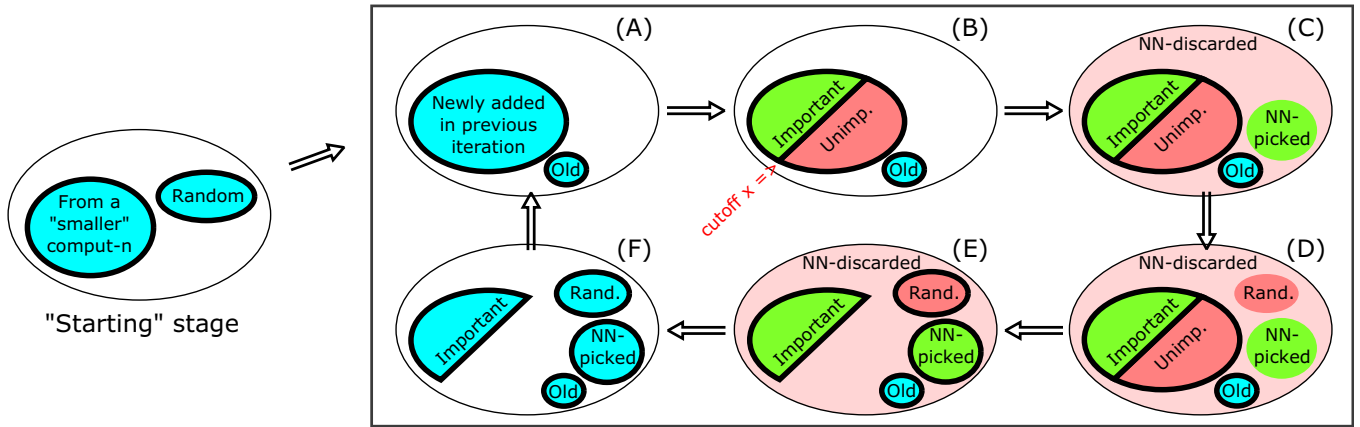 From a
"smaller"
comput-n
Random
"Starting" stage
(A)
Newly added
in previous
iteration
Old
(B)
Important
Unimp.
Old
cutoff x =>
(C)
NN-discarded
Important
Unimp.
NN-
picked
Old
(F)
Important
Rand.
NN-
picked
Old
(E)
NN-discarded
Important
Rand.
NN-
picked
Old
(D)
NN-discarded
Important
Unimp.
Rand.
NN-
picked
Old